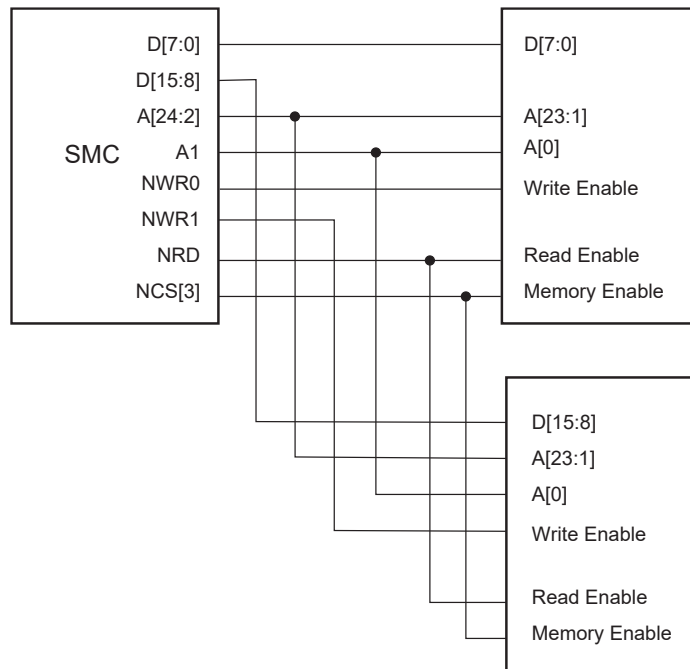 D[7:0]
D[15:8]
A[24:2]
SMC
A1
NWR0
NWR1
NRD
NCS[3]
D[7:0]
A[23:1]
A[0]
Write Enable
Read Enable
Memory Enable
D[15:8]
A[23:1]
A[0]
Write Enable
Read Enable
Memory Enable